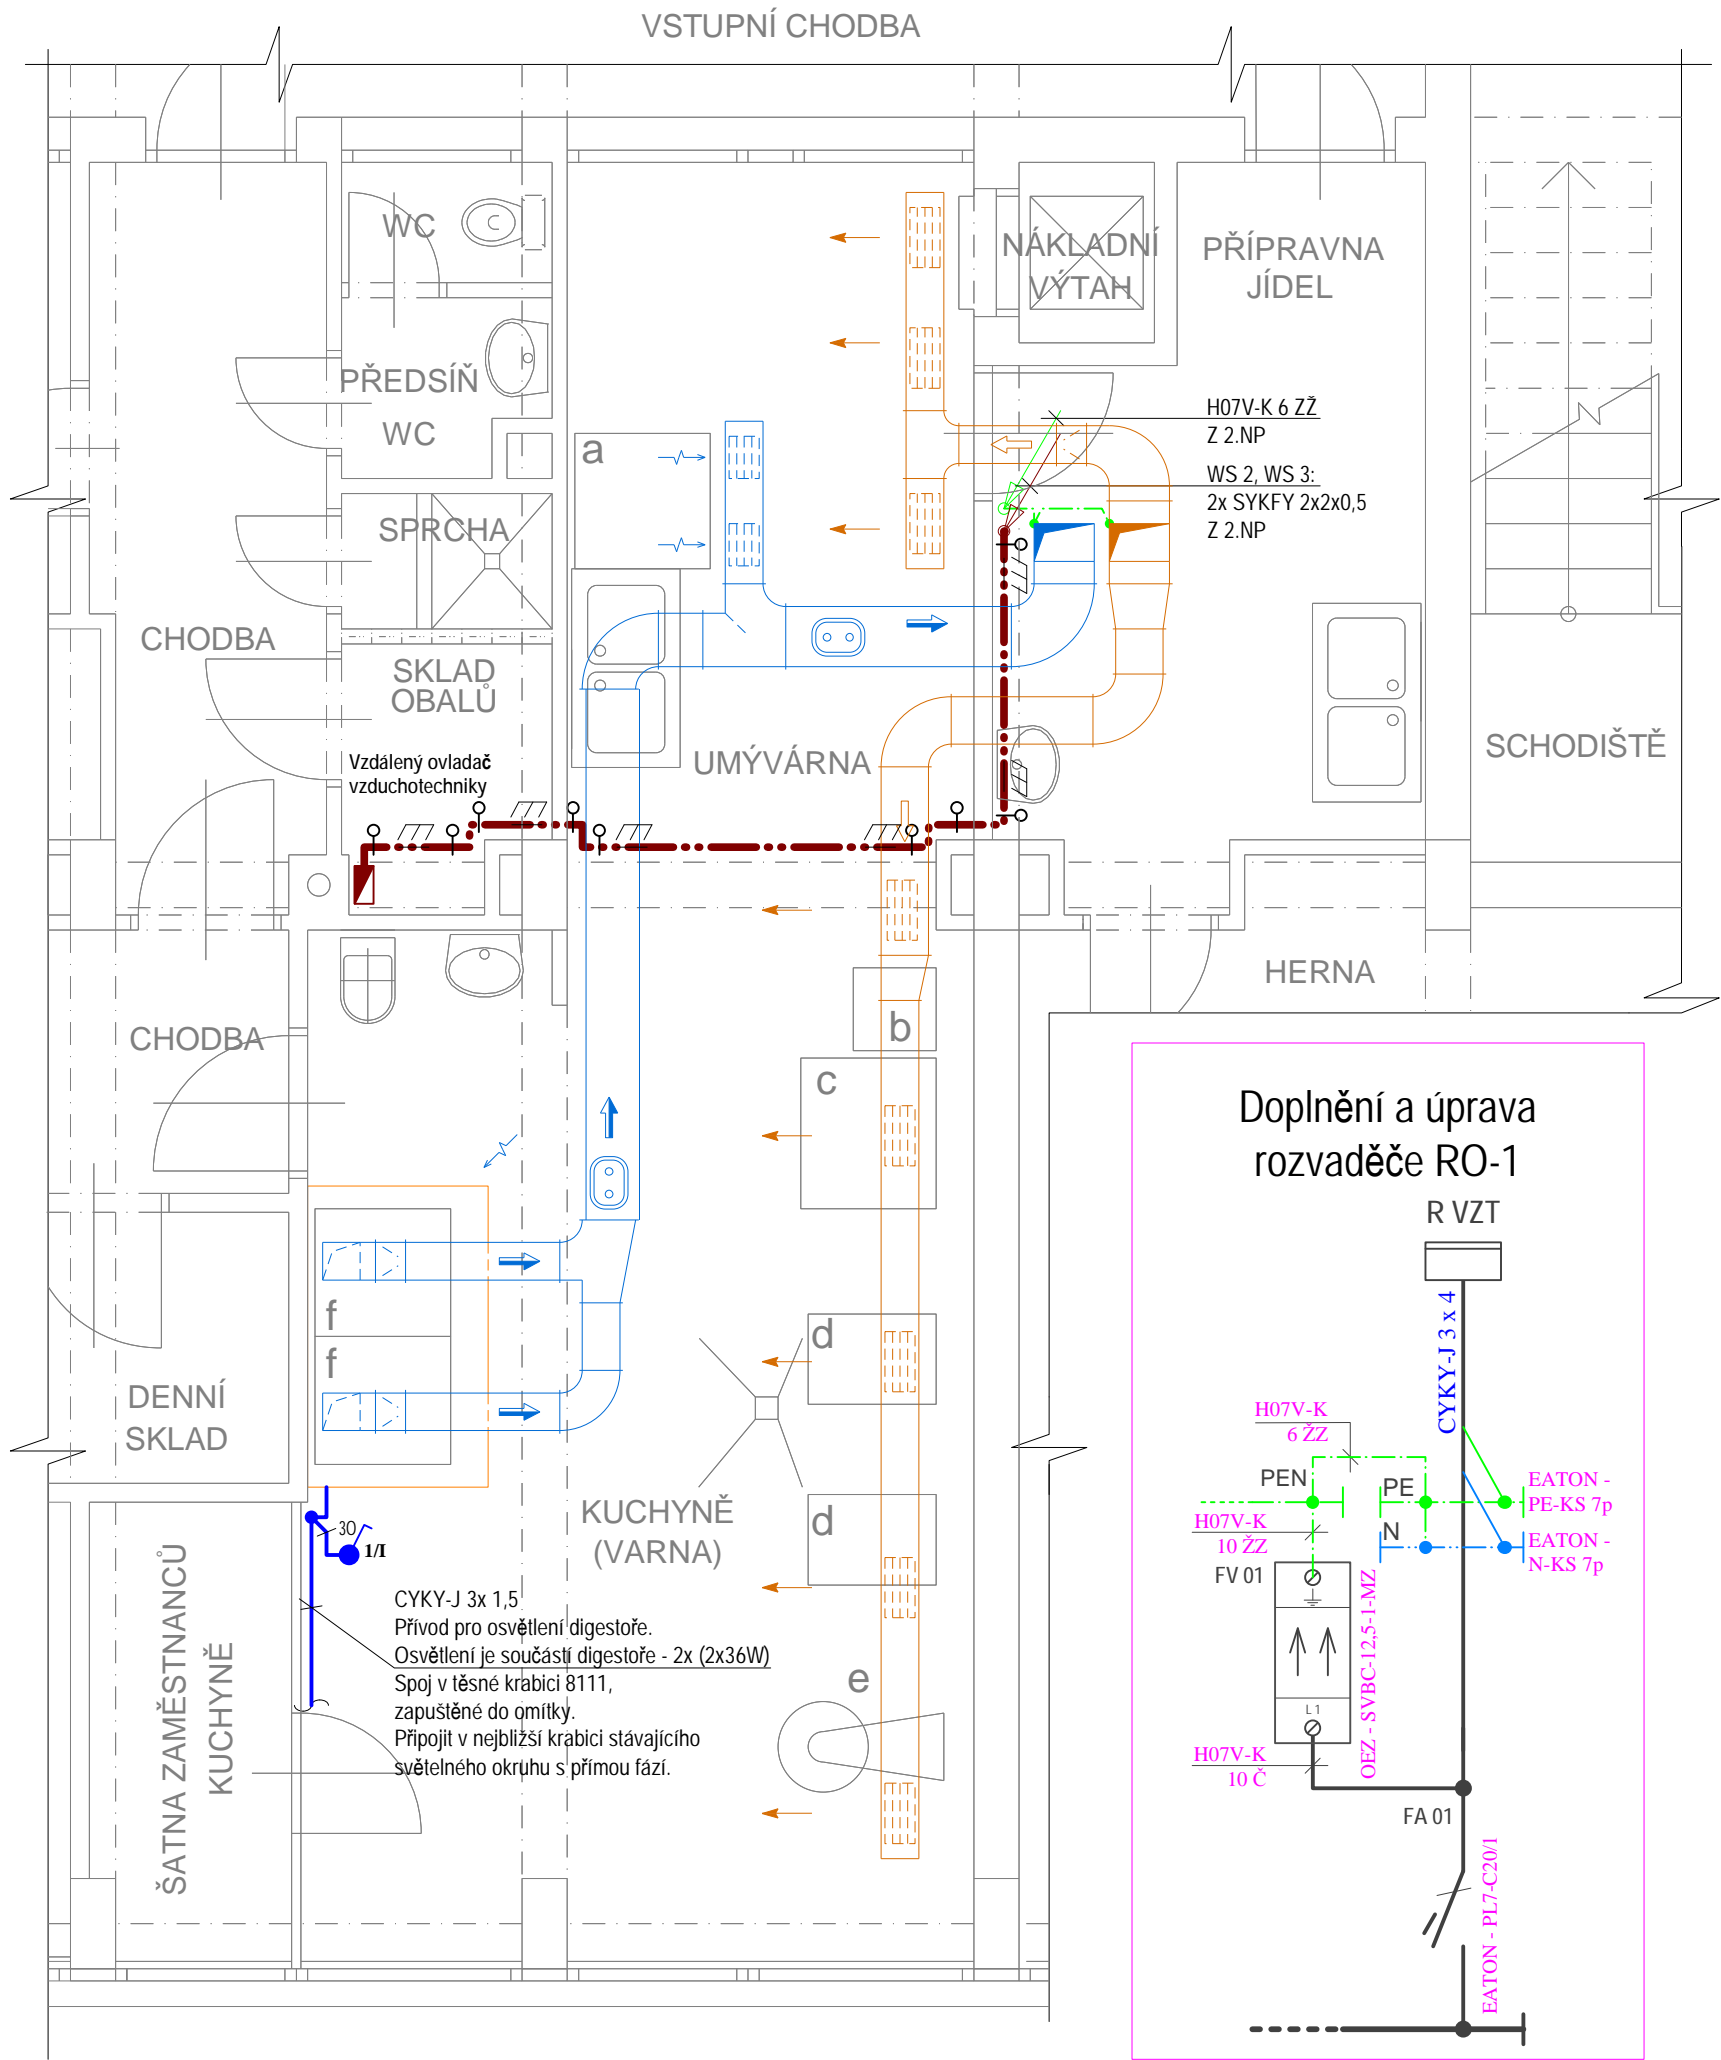 VSTUPNÍ CHODBA
WC
NÁKLADNÍ
VÝTAH
PŘÍPRAVNA
JÍDEL
PŘEDSÍŇ
WC
H07V-K 6 ZŽ
Z 2.NP
a
WS 2, WS 3:
2x SYKFY 2x2x0,5
Z 2.NP
SPRCHA
CHODBA
SKLAD
OBALŮ
Vzdálený ovladač
vzduchotechniky
UMÝVÁRNA
SCHODIŠTĚ
HERNA
CHODBA
b
c
f
f
d
d
DENNÍ
SKLAD
KUCHYNĚ
(VARNA)
30
1/I
CYKY-J 3x 1,5
Přívod pro osvětlení digestoře.
Osvětlení je součástí digestoře - 2x (2x36W)
Spoj v těsné krabici 8111,
zapuštěné do omítky.
Připojit v nejbližší krabici stávajícího
světelného okruhu s přímou fází.
e
ŠATNA ZAMĚSTNANCŮ
KUCHYNĚ
Doplnění a úprava
rozvaděče RO-1
R VZT
CYKY-J 3 x 4
H07V-K
6 ŽZ
PEN
PE
EATON -
PE-KS 7p
H07V-K
10 ŽZ
N
EATON -
N-KS 7p
FV 01
OEZ - SVBC-12,5-1-MZ
L1
H07V-K
10 Č
FA 01
EATON - PL7-C20/1